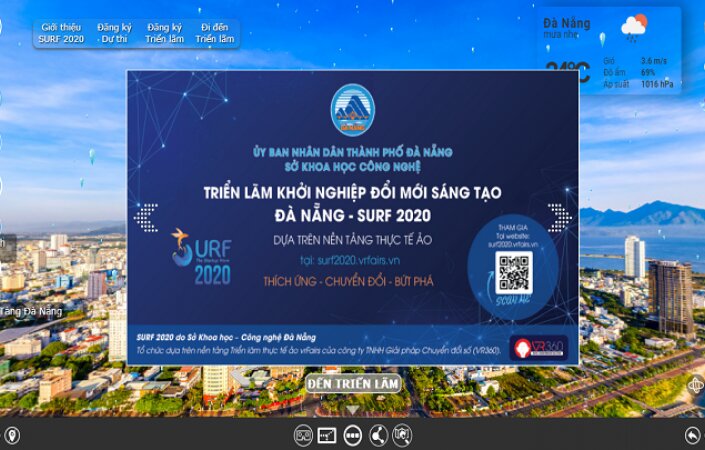 Giới thiệu
SURF 2020
Đăng ký
Dự thi
Đăng ký
Triển lãm
Đi đến
Triển lãm
Đà Nẵng
mưa nhẹ
24°C
Gió 3.6 m/s
Độ ẩm 69%
Áp suất 1016 hPa
ỦY BAN NHÂN DÂN THÀNH PHỐ ĐÀ NẴNG
SỞ KHOA HỌC CÔNG NGHỆ
TRIỂN LÃM KHỞI NGHIỆP ĐỔI MỚI SÁNG TẠO
ĐÀ NẴNG - SURF 2020
DỰA TRÊN NỀN TẢNG THỰC TẾ ẢO
tại: surf2020.vrfairs.vn
THÍCH ỨNG - CHUYỂN ĐỔI - BỨT PHÁ
SURF
The Startup Wave
2020
THAM GIA
Tại website:
surf2020.vrfairs.vn
SCAN ME
Tầng Đà Nẵng
SURF 2020 do Sở Khoa học - Công nghệ Đà Nẵng
Tổ chức dựa trên nền tảng Triển lãm thực tế ảo vrFairs của công ty TNHH Giải pháp Chuyển đổi số (VR360).
VR360
ĐẾN TRIỂN LÃM